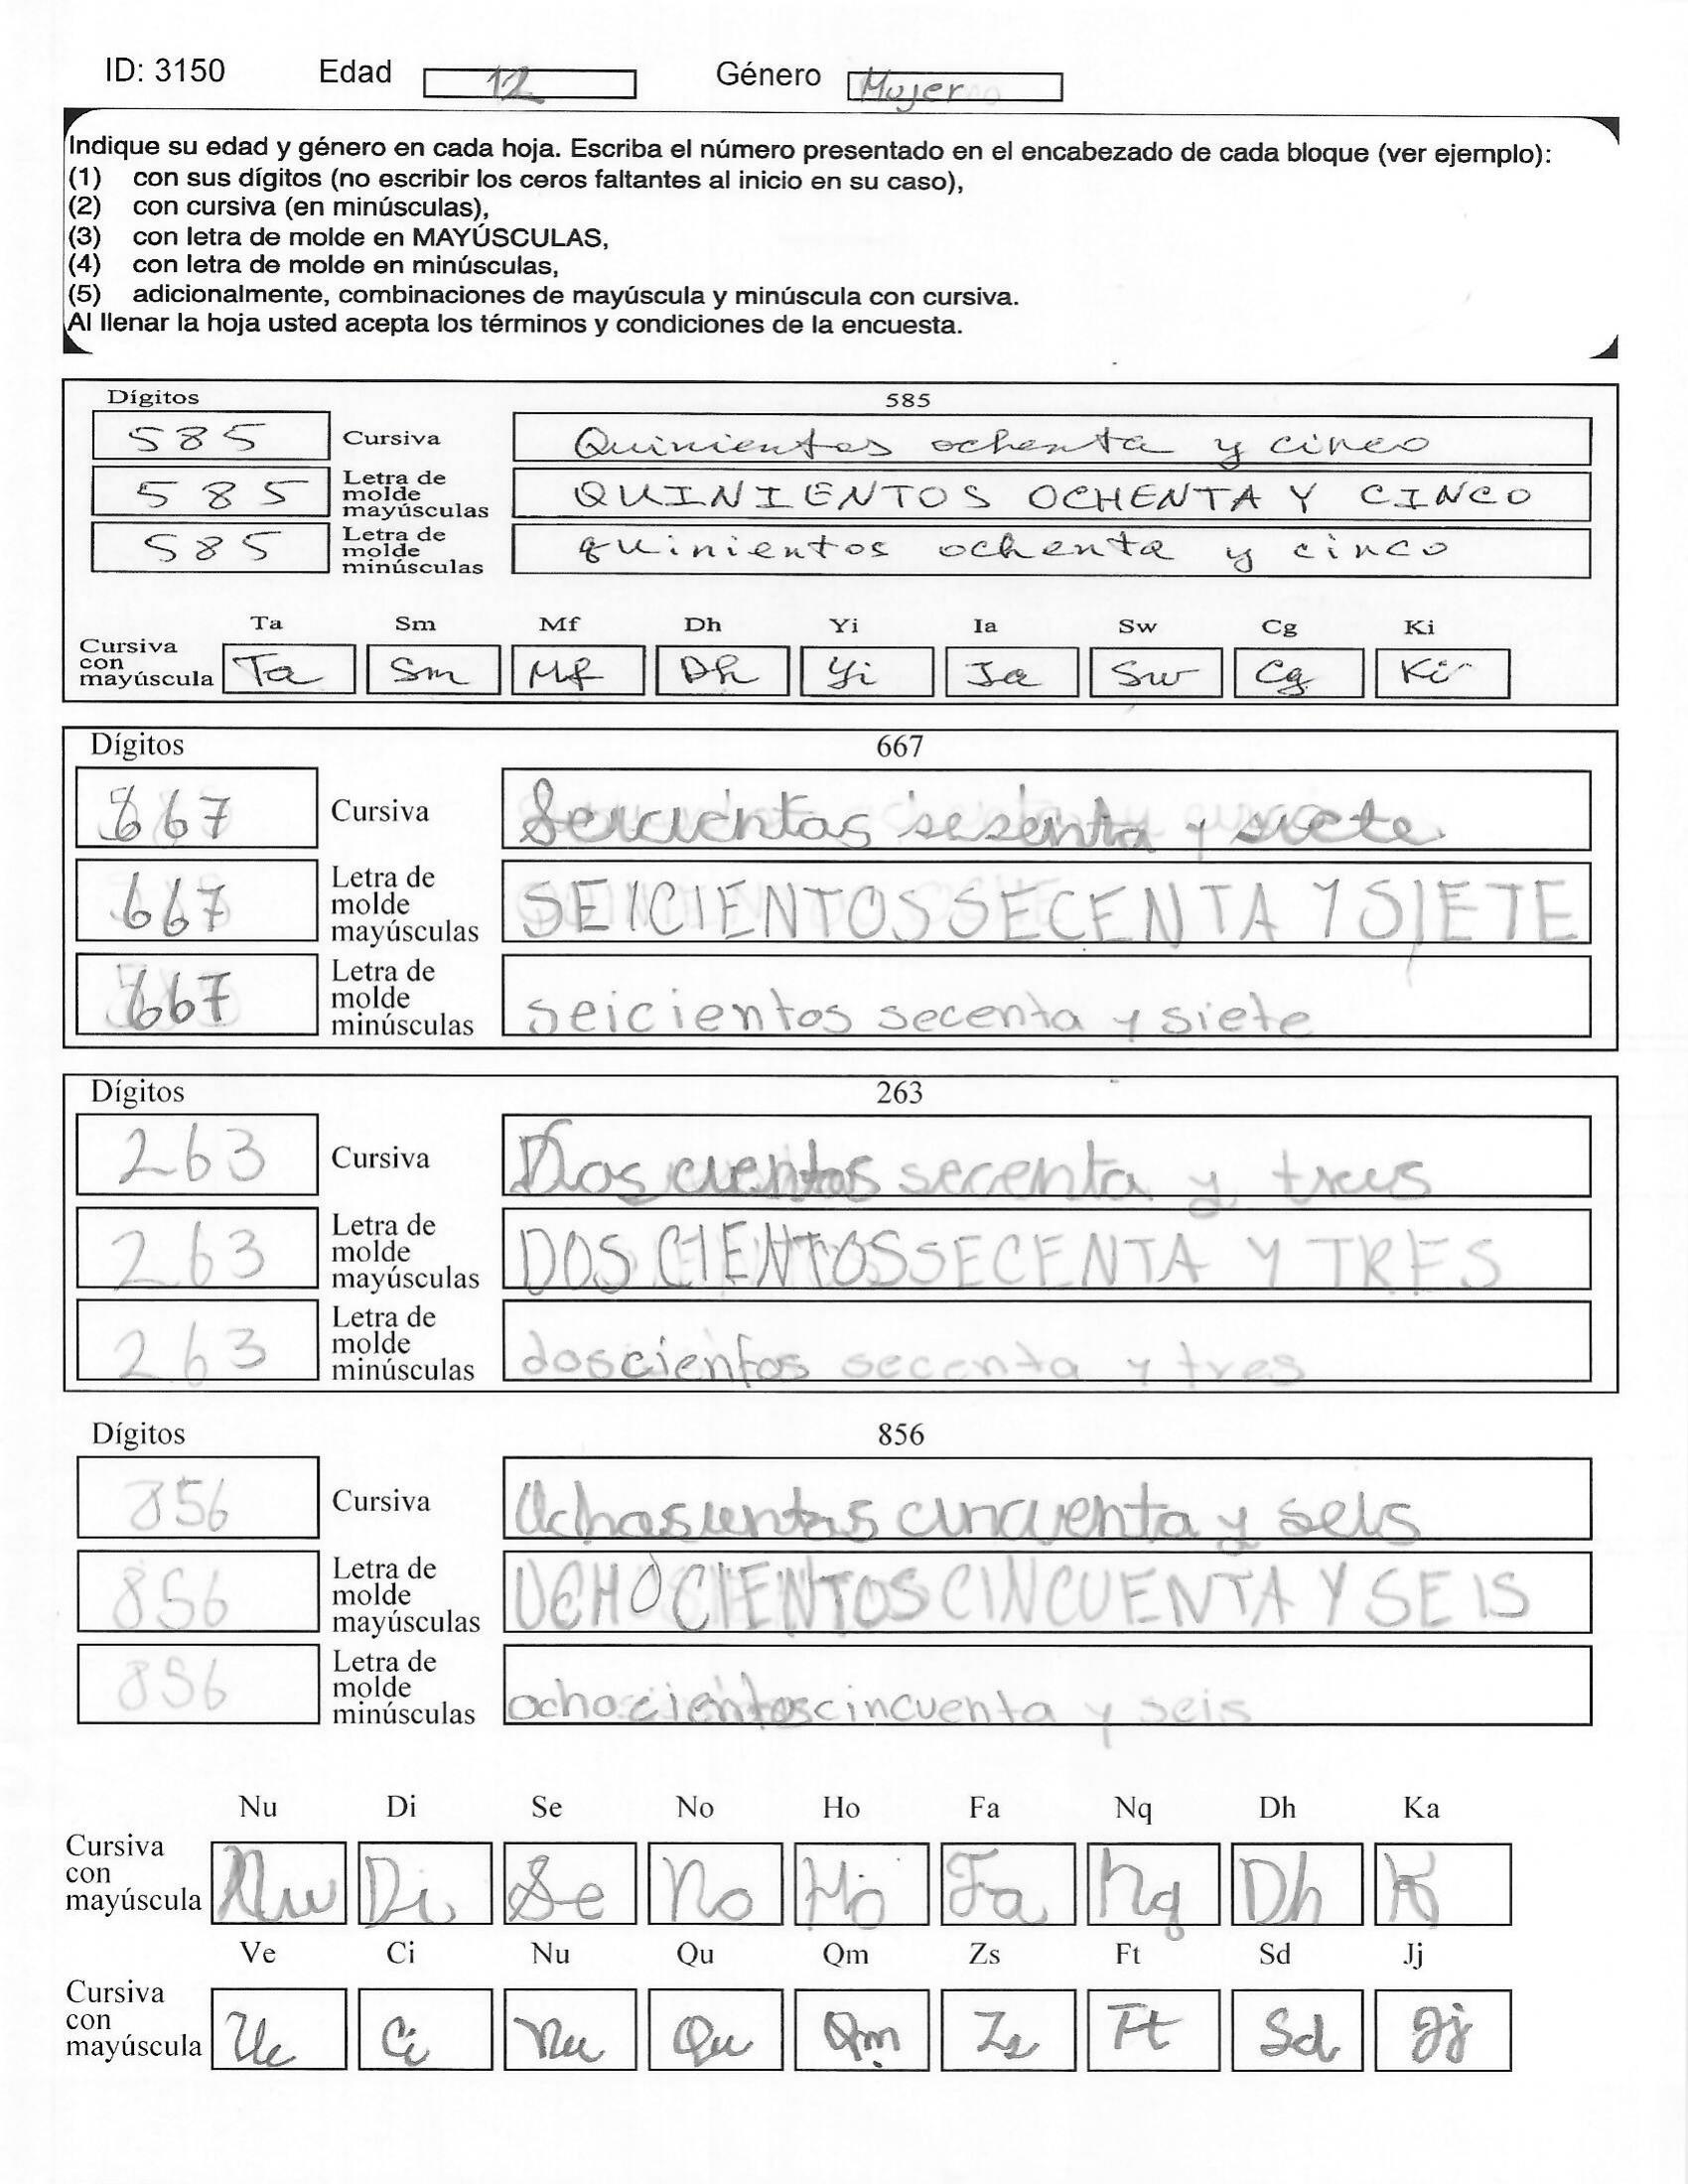 ID: 3150 Edad 12 Género Mujer
Indique su edad y género en cada hoja. Escriba el número presentado en el encabezado de cada bloque (ver ejemplo):
(1) con sus dígitos (no escribir los ceros faltantes al inicio en su caso),
(2) con cursiva (en minúsculas),
(3) con letra de molde en MAYÚSCULAS,
(4) con letra de molde en minúsculas,
(5) adicionalmente, combinaciones de mayúscula y minúscula con cursiva.
Al llenar la hoja usted acepta los términos y condiciones de la encuesta.
Dígitos 585
585 Cursiva Quinientos ochenta y cinco
585 Letra de molde mayúsculas QUINIENTOS OCHENTA Y CINCO
585 Letra de molde minúsculas quinientos ochenta y cinco
Ta Sm Mf Dh Yi Ia Sw Cg Ki
Cursiva con mayúscula Ta Sm Mf Dh Yi Ia Sw Cg Ki
Dígitos 667
667 Cursiva sesenta y siete
667 Letra de molde mayúsculas SEICIENTOS SECENTA Y SIETE
667 Letra de molde minúsculas seicientos secenta y siete
Dígitos 263
263 Cursiva Dos cientos secenta y tres
263 Letra de molde mayúsculas DOS CIENTOS SECENTA Y TRES
263 Letra de molde minúsculas doscientos secenta y tres
Dígitos 856
856 Cursiva Ochosientos cincuenta y seis
856 Letra de molde mayúsculas OCHOCIENTOS CINCUENTA Y SEIS
856 Letra de molde minúsculas ochocientos cincuenta y seis
Nu Di Se No Ho Fa Nq Dh Ka
Cursiva con mayúscula Nu Di Se No Ho Fa Nq Dh
Ve Ci Nu Qu Qm Zs Ft Sd Jj
Cursiva con mayúscula Ve Ci Nu Qu Qm Zs Ft Sd Jj